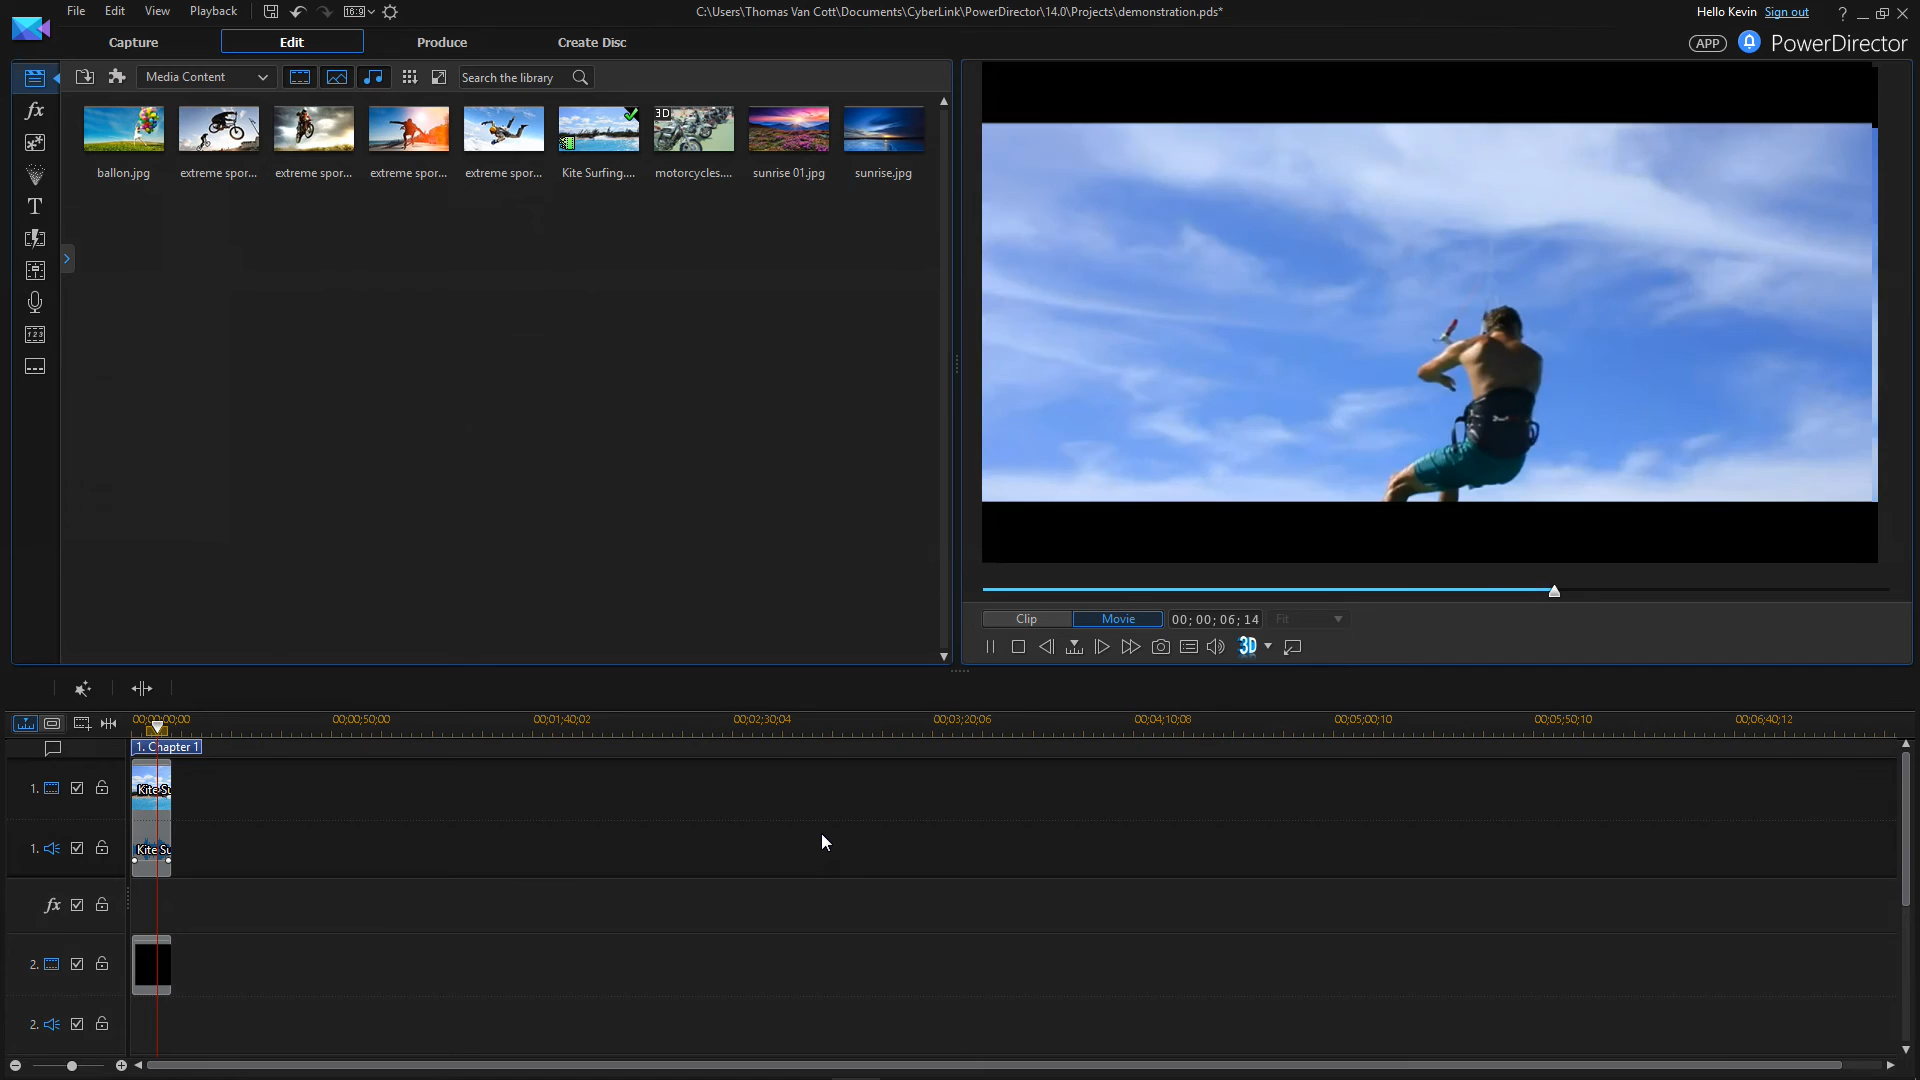 File Edit View Playback 16:9 C:\Users\Thomas Van Cott\Documents\CyberLink\PowerDirector\14.0\Projects\demonstration.pds* Hello Kevin Sign out ?
Capture Edit Produce Create Disc APP PowerDirector
Media Content Search the library
fx
3D
ballon.jpg extreme spor... extreme spor... extreme spor... extreme spor... Kite Surfing.... motorcycles.... sunrise 01.jpg sunrise.jpg
T
1 2 3
Clip Movie 00; 00; 06; 14 Fit
3D
00;00;00;00 00;00;50;00 00;01;40;02 00;02;30;04 00;03;20;06 00;04;10;08 00;05;00;10 00;05;50;10 00;06;40;12
1. Chapter 1
1. Kite Su
1. Kite Su
fx
2.
2.